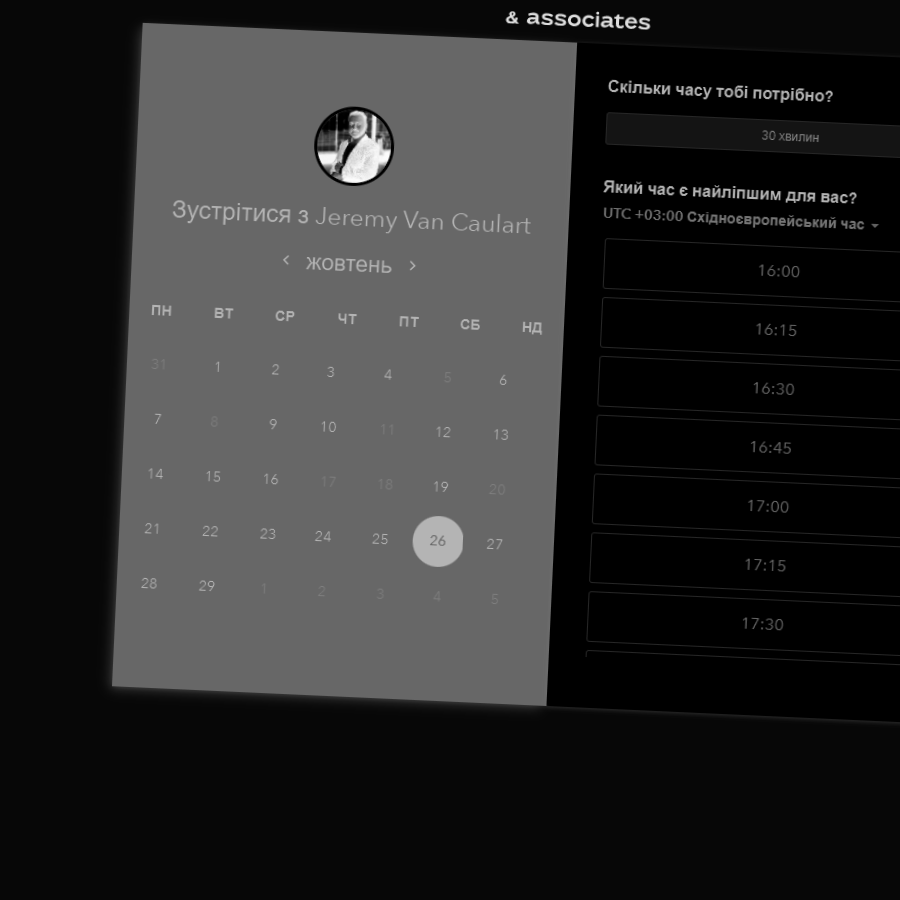 & associates
Зустрітися з Jeremy Van Caulart
жовтень
ПН ВТ СР ЧТ ПТ СБ НД
31 1 2 3 4 5 6
7 8 9 10 11 12 13
14 15 16 17 18 19 20
21 22 23 24 25 26 27
28 29 1 2 3 4 5
Скільки часу тобі потрібно?
30 хвилин
Який час є найліпшим для вас?
UTC +03:00 Східноєвропейський час
16:00
16:15
16:30
16:45
17:00
17:15
17:30